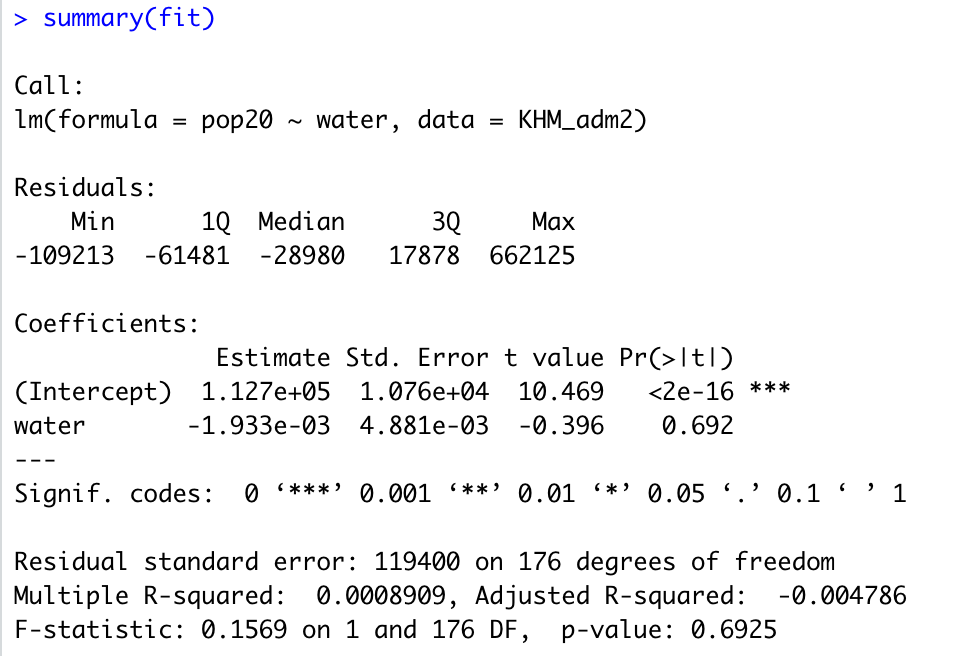 > summary(fit)
Call:
lm(formula = pop20 ~ water, data = KHM_adm2)
Residuals:
    Min      1Q  Median      3Q     Max
-109213  -61481  -28980   17878  662125
Coefficients:
              Estimate Std. Error t value Pr(>|t|)
(Intercept)  1.127e+05  1.076e+04  10.469   <2e-16 ***
water       -1.933e-03  4.881e-03  -0.396    0.692
---
Signif. codes:  0 ‘***’ 0.001 ‘**’ 0.01 ‘*’ 0.05 ‘.’ 0.1 ‘ ’ 1
Residual standard error: 119400 on 176 degrees of freedom
Multiple R-squared:  0.0008909, Adjusted R-squared:  -0.004786
F-statistic: 0.1569 on 1 and 176 DF,  p-value: 0.6925